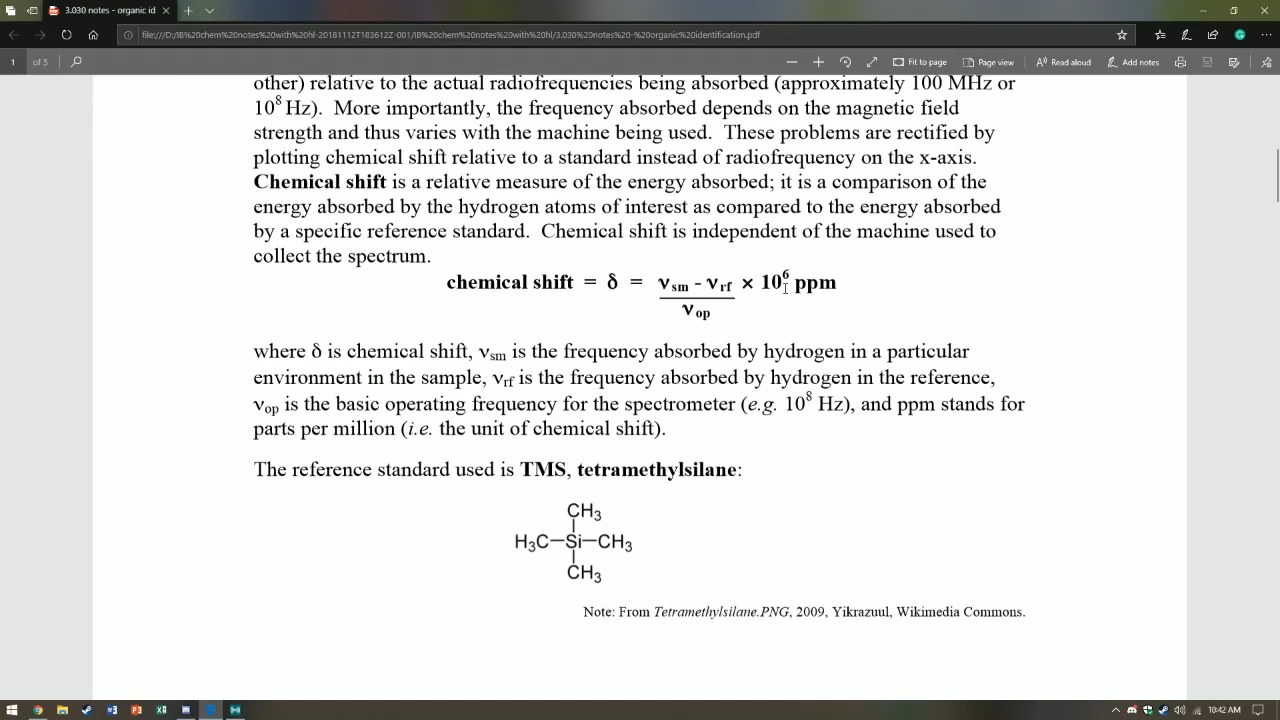 3.030 notes - organic id
file:///D:/IB%20chem%20notes%20with%20hl-20181112T183612Z-001/IB%20chem%20notes%20with%20hl/3.030%20notes%20-%20organic%20identification.pdf
1 of 5 Fit to page Page view Read aloud Add notes
other) relative to the actual radiofrequencies being absorbed (approximately 100 MHz or
10⁸ Hz). More importantly, the frequency absorbed depends on the magnetic field
strength and thus varies with the machine being used. These problems are rectified by
plotting chemical shift relative to a standard instead of radiofrequency on the x-axis.
Chemical shift is a relative measure of the energy absorbed; it is a comparison of the
energy absorbed by the hydrogen atoms of interest as compared to the energy absorbed
by a specific reference standard. Chemical shift is independent of the machine used to
collect the spectrum.
chemical shift = δ = ν sm - ν rf × 10⁶ ppm
ν op
where δ is chemical shift, νsm is the frequency absorbed by hydrogen in a particular
environment in the sample, νrf is the frequency absorbed by hydrogen in the reference,
νop is the basic operating frequency for the spectrometer (e.g. 10⁸ Hz), and ppm stands for
parts per million (i.e. the unit of chemical shift).
The reference standard used is TMS, tetramethylsilane:
CH₃
H₃C—Si—CH₃
CH₃
Note: From Tetramethylsilane.PNG, 2009, Yikrazuul, Wikimedia Commons.
10:42 AM